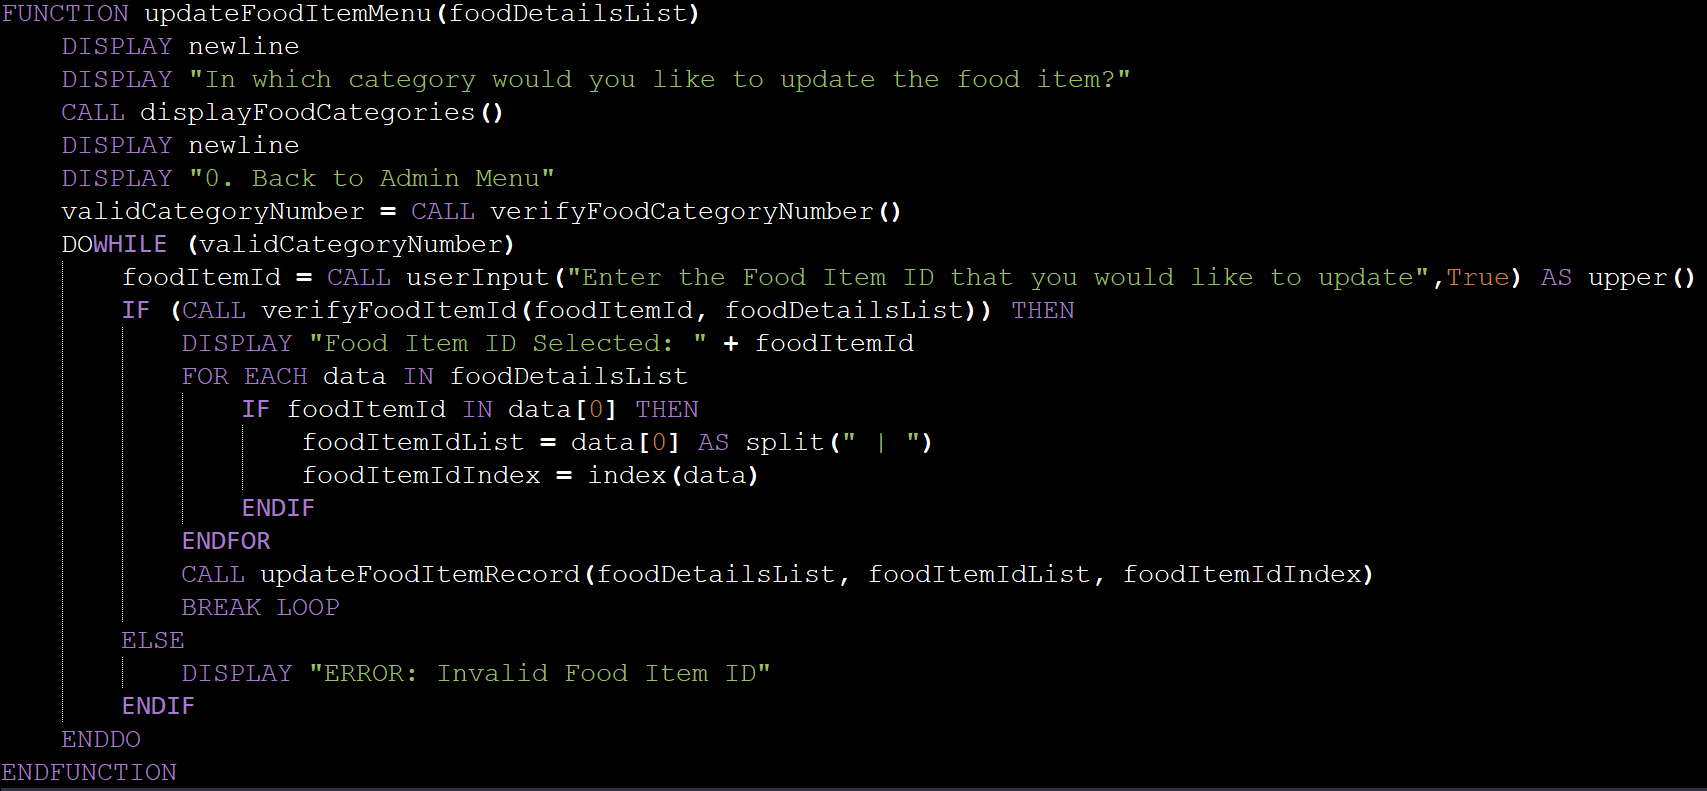 FUNCTION updateFoodItemMenu(foodDetailsList)
    DISPLAY newline
    DISPLAY "In which category would you like to update the food item?"
    CALL displayFoodCategories()
    DISPLAY newline
    DISPLAY "0. Back to Admin Menu"
    validCategoryNumber = CALL verifyFoodCategoryNumber()
    DOWHILE (validCategoryNumber)
        foodItemId = CALL userInput("Enter the Food Item ID that you would like to update",True) AS upper()
        IF (CALL verifyFoodItemId(foodItemId, foodDetailsList)) THEN
            DISPLAY "Food Item ID Selected: " + foodItemId
            FOR EACH data IN foodDetailsList
                IF foodItemId IN data[0] THEN
                    foodItemIdList = data[0] AS split(" | ")
                    foodItemIdIndex = index(data)
                ENDIF
            ENDFOR
            CALL updateFoodItemRecord(foodDetailsList, foodItemIdList, foodItemIdIndex)
            BREAK LOOP
        ELSE
            DISPLAY "ERROR: Invalid Food Item ID"
        ENDIF
    ENDDO
ENDFUNCTION